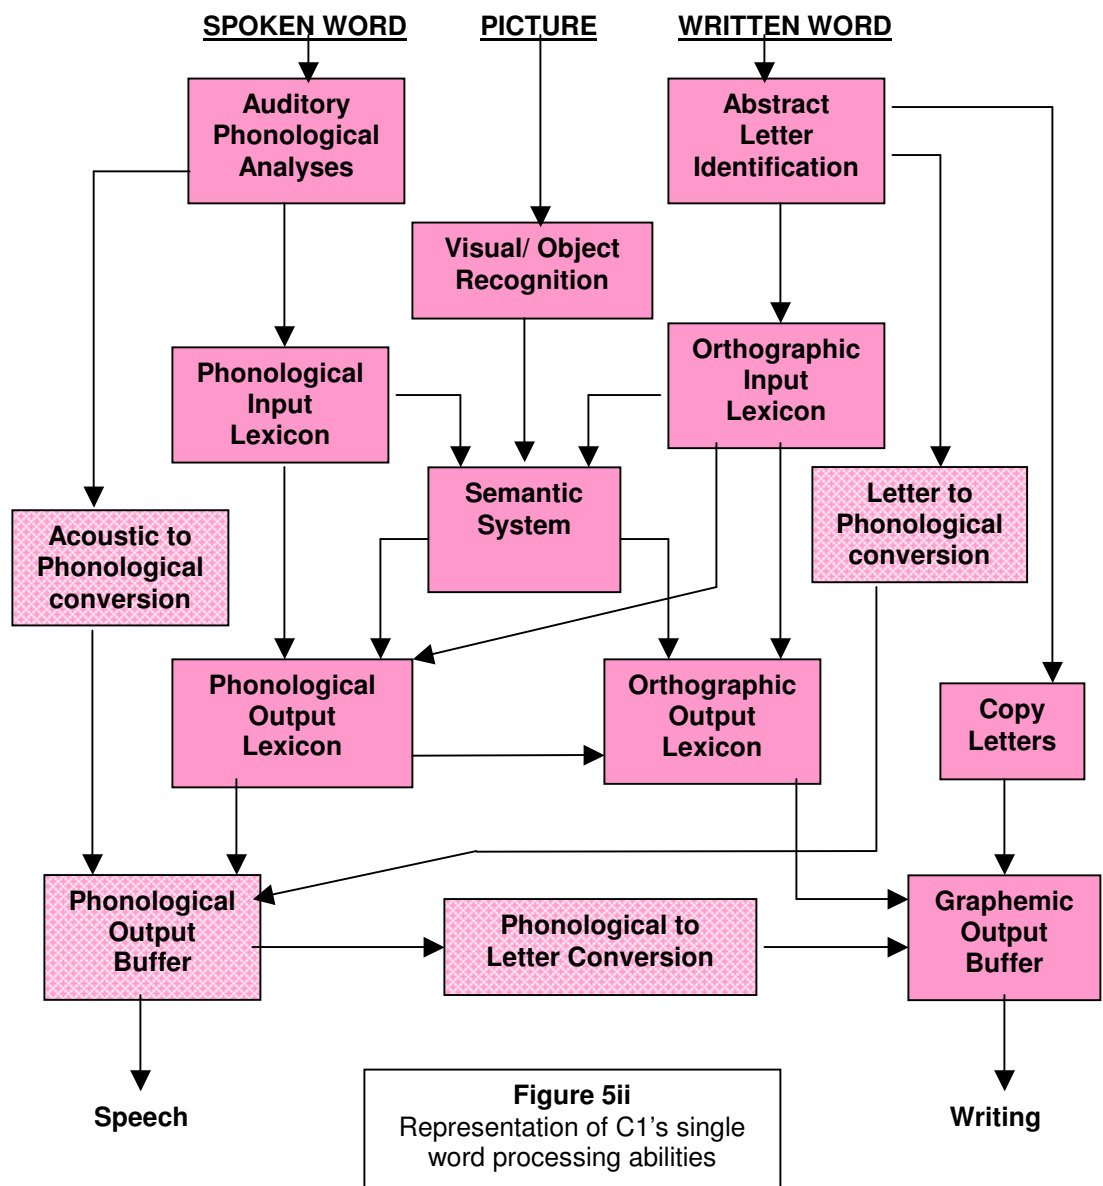 SPOKEN WORD PICTURE WRITTEN WORD
Auditory
Phonological
Analyses
Abstract
Letter
Identification
Visual/ Object
Recognition
Phonological
Input
Lexicon
Orthographic
Input
Lexicon
Semantic
System
Acoustic to
Phonological
conversion
Letter to
Phonological
conversion
Phonological
Output
Lexicon
Orthographic
Output
Lexicon
Copy
Letters
Phonological
Output
Buffer
Phonological to
Letter Conversion
Graphemic
Output
Buffer
Speech
Figure 5ii
Representation of C1's single
word processing abilities
Writing